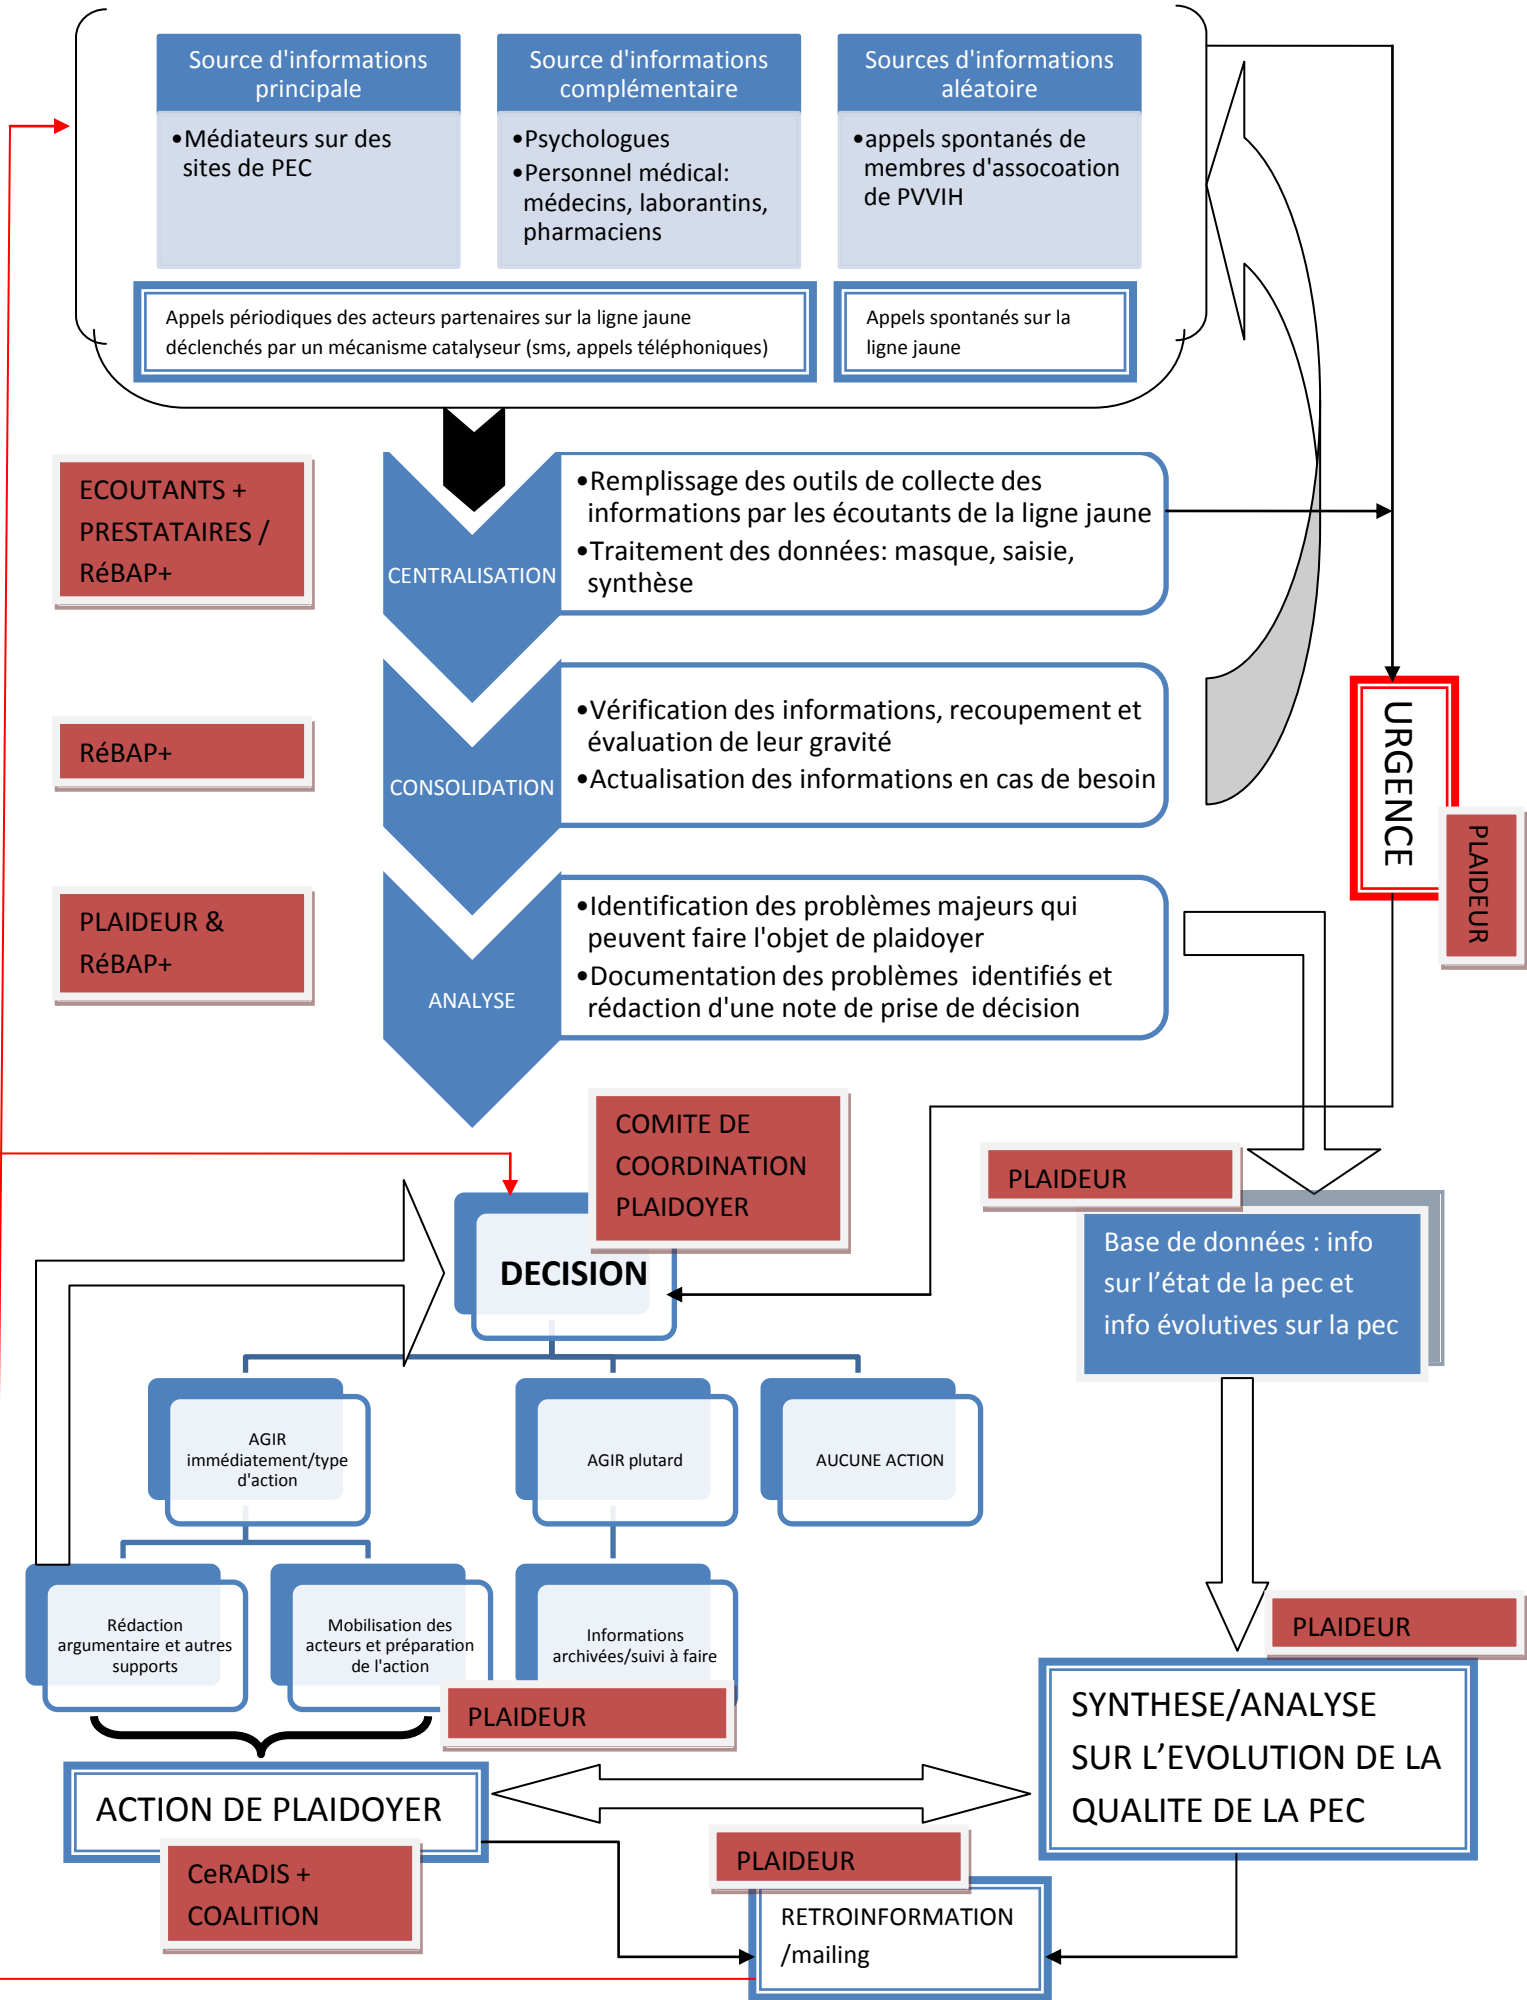 Source d'informations
principale
•Médiateurs sur des
sites de PEC
Source d'informations
complémentaire
•Psychologues
•Personnel médical:
médecins, laborantins,
pharmaciens
Sources d'informations
aléatoire
•appels spontanés de
membres d'assocoation
de PVVIH
Appels périodiques des acteurs partenaires sur la ligne jaune
déclenchés par un mécanisme catalyseur (sms, appels téléphoniques)
Appels spontanés sur la
ligne jaune
ECOUTANTS +
PRESTATAIRES /
RéBAP+
CENTRALISATION
•Remplissage des outils de collecte des
informations par les écoutants de la ligne jaune
•Traitement des données: masque, saisie,
synthèse
RéBAP+
CONSOLIDATION
•Vérification des informations, recoupement et
évaluation de leur gravité
•Actualisation des informations en cas de besoin
URGENCE
PLAIDEUR
PLAIDEUR &
RéBAP+
ANALYSE
•Identification des problèmes majeurs qui
peuvent faire l'objet de plaidoyer
•Documentation des problèmes identifiés et
rédaction d'une note de prise de décision
COMITE DE
COORDINATION
PLAIDOYER
DECISION
PLAIDEUR
Base de données : info
sur l’état de la pec et
info évolutives sur la pec
AGIR
immédiatement/type
d'action
AGIR plutard
AUCUNE ACTION
Rédaction
argumentaire et autres
supports
Mobilisation des
acteurs et préparation
de l'action
Informations
archivées/suivi à faire
PLAIDEUR
PLAIDEUR
SYNTHESE/ANALYSE
SUR L’EVOLUTION DE LA
QUALITE DE LA PEC
ACTION DE PLAIDOYER
CeRADIS +
COALITION
PLAIDEUR
RETROINFORMATION
/mailing